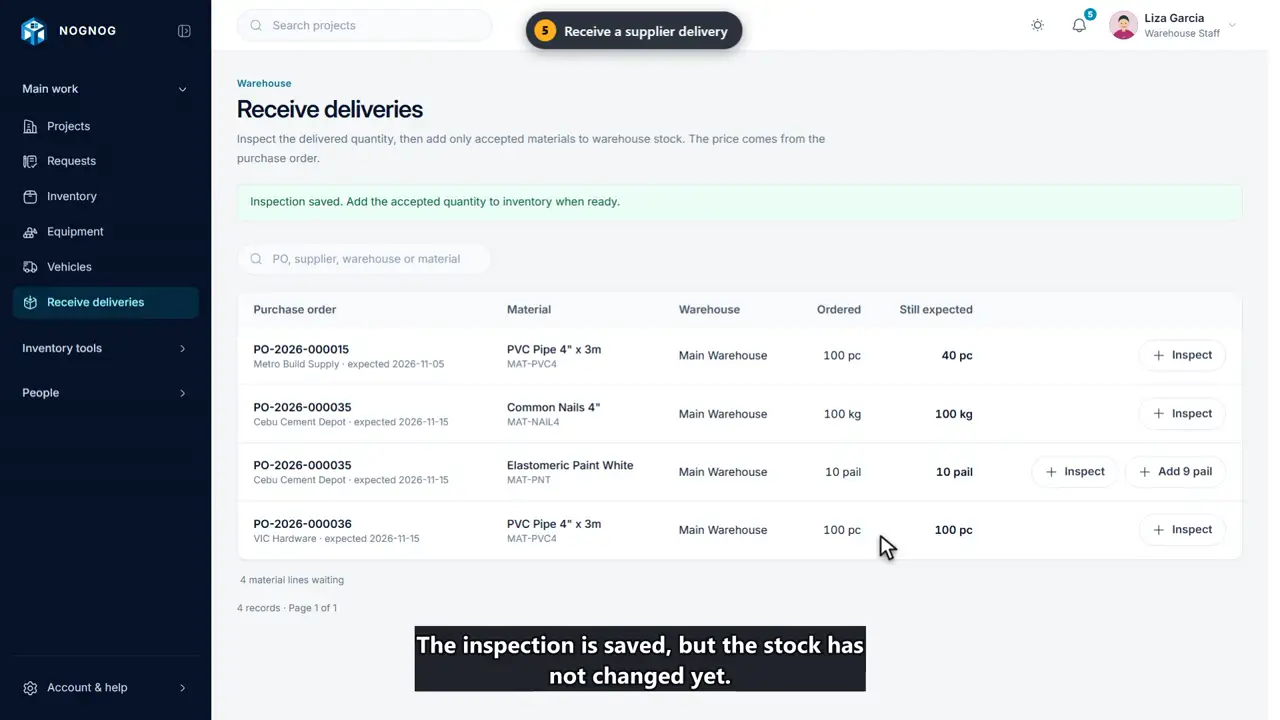 NOGNOG
Search projects
5 Receive a supplier delivery
5
Liza Garcia
Warehouse Staff
Main work
Projects
Requests
Inventory
Equipment
Vehicles
Receive deliveries
Inventory tools
People
Account & help
Warehouse
Receive deliveries
Inspect the delivered quantity, then add only accepted materials to warehouse stock. The price comes from the
purchase order.
Inspection saved. Add the accepted quantity to inventory when ready.
PO, supplier, warehouse or material
Purchase order Material Warehouse Ordered Still expected
PO-2026-000015 PVC Pipe 4" x 3m Main Warehouse 100 pc 40 pc + Inspect
Metro Build Supply · expected 2026-11-05 MAT-PVC4
PO-2026-000035 Common Nails 4" Main Warehouse 100 kg 100 kg + Inspect
Cebu Cement Depot · expected 2026-11-15 MAT-NAIL4
PO-2026-000035 Elastomeric Paint White Main Warehouse 10 pail 10 pail + Inspect + Add 9 pail
Cebu Cement Depot · expected 2026-11-15 MAT-PNT
PO-2026-000036 PVC Pipe 4" x 3m Main Warehouse 100 pc 100 pc + Inspect
VIC Hardware · expected 2026-11-15 MAT-PVC4
4 material lines waiting
4 records · Page 1 of 1
The inspection is saved, but the stock has
not changed yet.